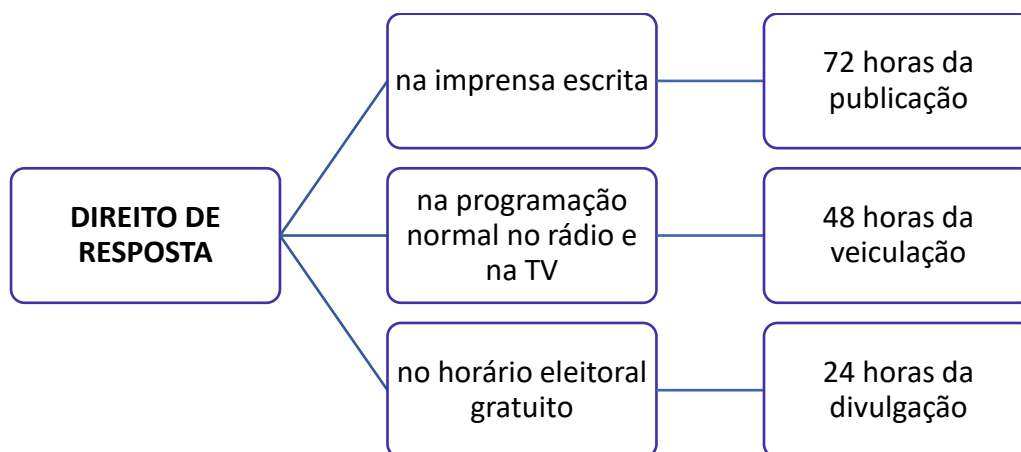 DIREITO DE
RESPOSTA
na imprensa escrita
72 horas da
publicação
na programação
normal no rádio e
na TV
48 horas da
veiculação
no horário eleitoral
gratuito
24 horas da
divulgação